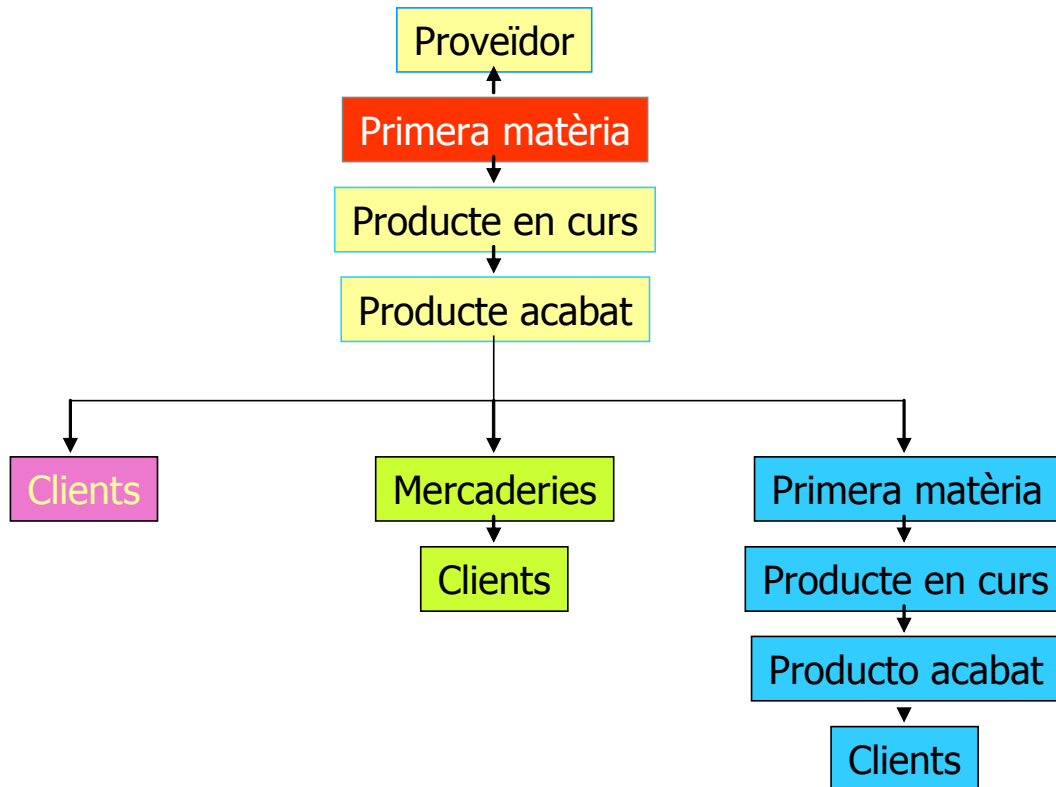 Proveïdor
Primera matèria
Producte en curs
Producte acabat
Clients
Mercaderies
Clients
Primera matèria
Producte en curs
Producto acabat
Clients